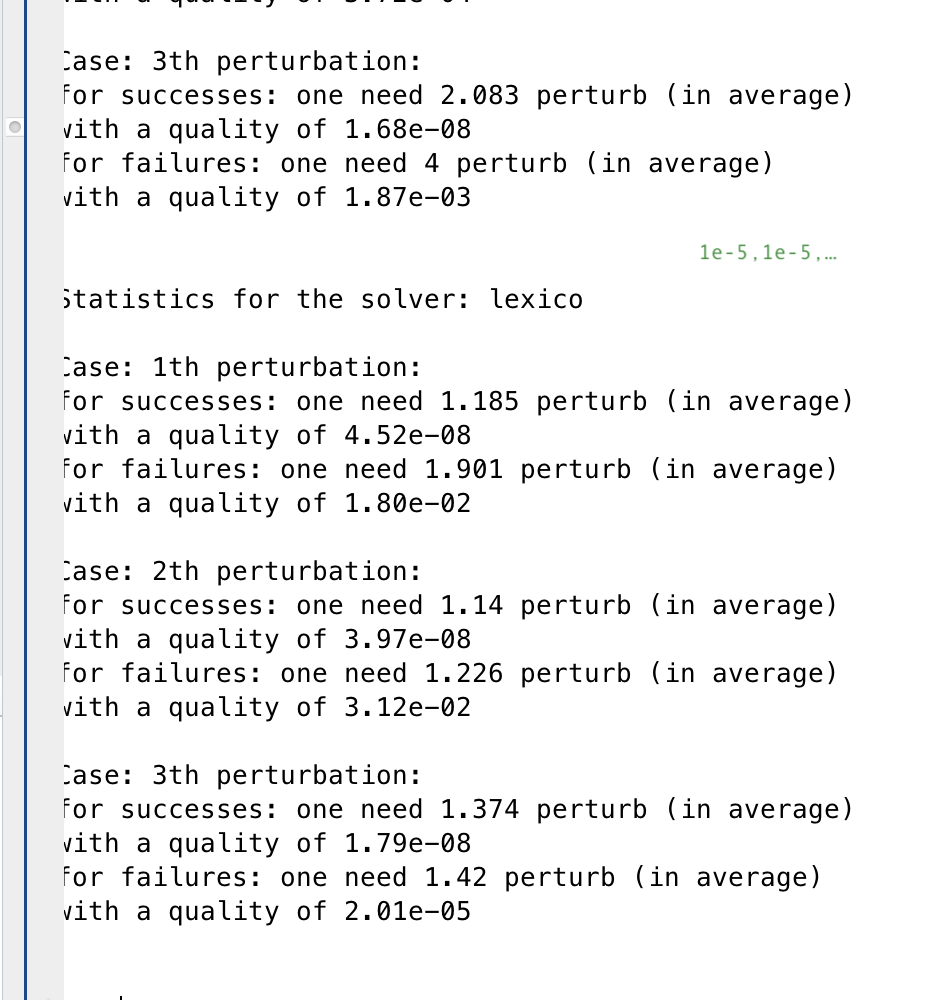 with a quality of 3.72e-04
Case: 3th perturbation:
for successes: one need 2.083 perturb (in average)
with a quality of 1.68e-08
for failures: one need 4 perturb (in average)
with a quality of 1.87e-03
1e-5,1e-5,…
Statistics for the solver: lexico
Case: 1th perturbation:
for successes: one need 1.185 perturb (in average)
with a quality of 4.52e-08
for failures: one need 1.901 perturb (in average)
with a quality of 1.80e-02
Case: 2th perturbation:
for successes: one need 1.14 perturb (in average)
with a quality of 3.97e-08
for failures: one need 1.226 perturb (in average)
with a quality of 3.12e-02
Case: 3th perturbation:
for successes: one need 1.374 perturb (in average)
with a quality of 1.79e-08
for failures: one need 1.42 perturb (in average)
with a quality of 2.01e-05